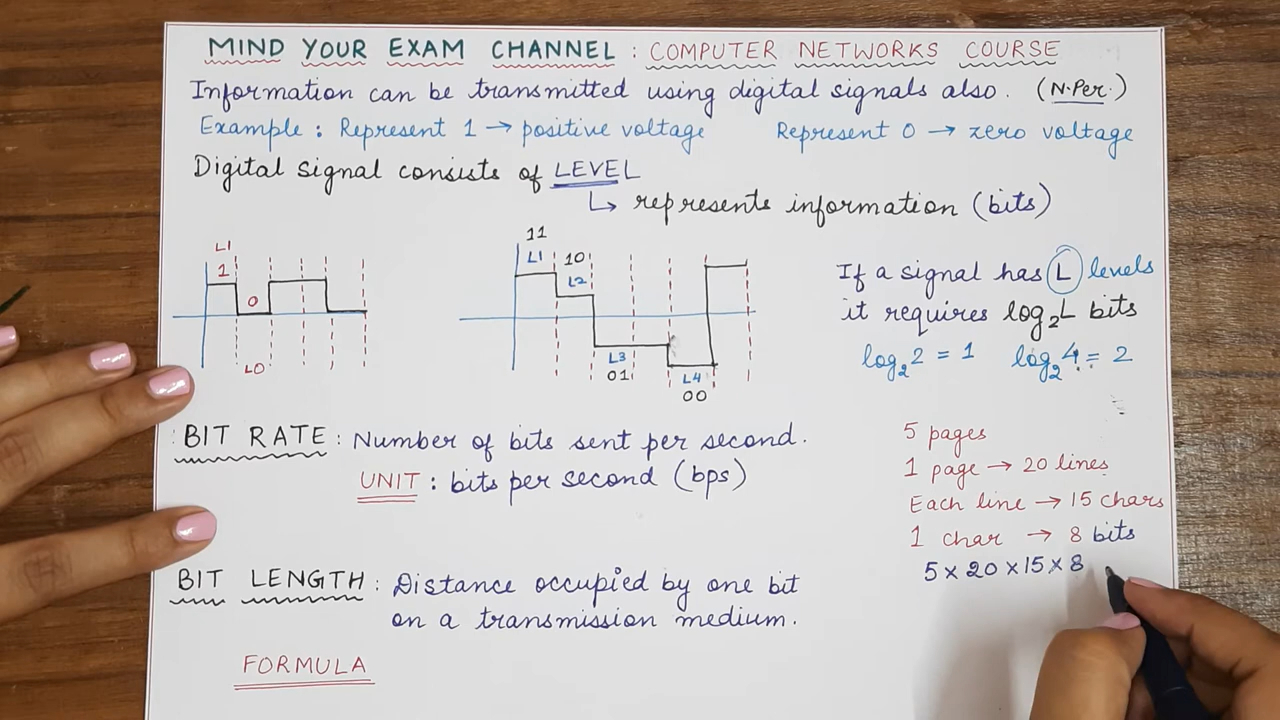 MIND YOUR EXAM CHANNEL : COMPUTER NETWORKS COURSE
Information can be transmitted using digital signals also. (N.Per.)
Example : Represent 1 → positive voltage Represent 0 → zero voltage
Digital signal consists of LEVEL
↳ represents information (bits)
L1
1
0
LO
11
L1
10
L2
L3
01
L4
00
If a signal has L levels
it requires log₂L bits
log₂2 = 1 log₂4 = 2
BIT RATE : Number of bits sent per second.
UNIT : bits per second (bps)
5 pages
1 page → 20 lines
Each line → 15 chars
1 char → 8 bits
5 × 20 × 15 × 8
BIT LENGTH : Distance occupied by one bit
on a transmission medium.
FORMULA